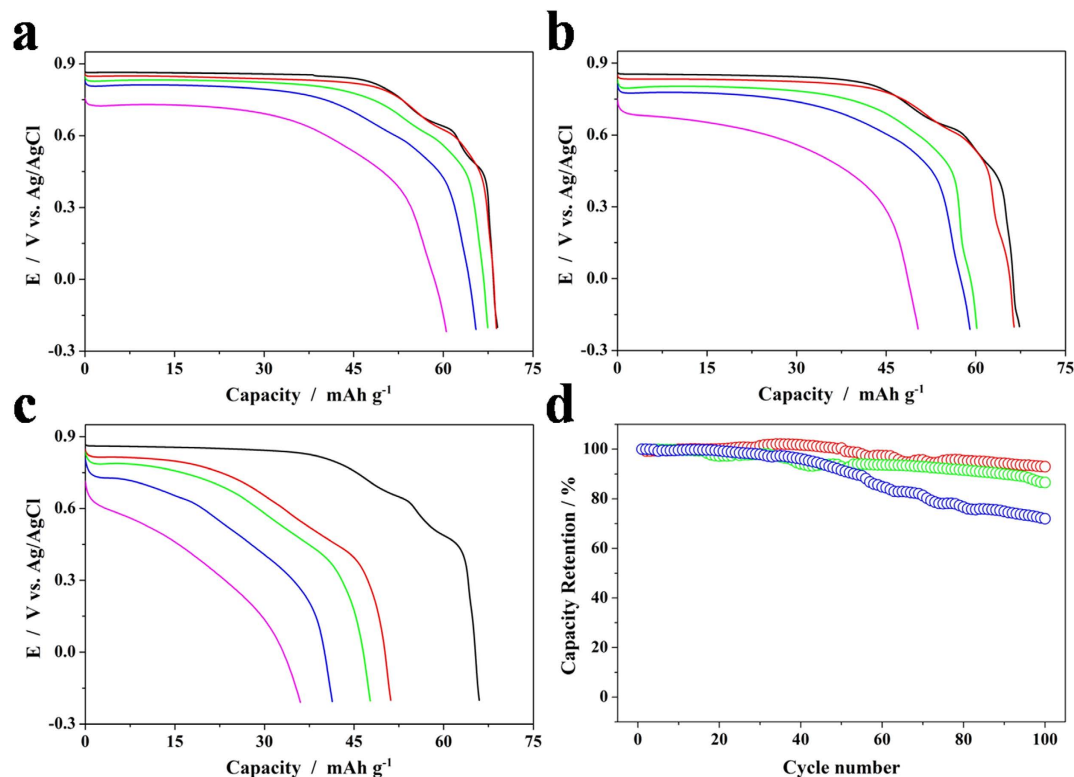 a
0.9
0.6
0.3
0.0
-0.3
E / V vs. Ag/AgCl
0 15 30 45 60 75
Capacity / mAh g⁻¹
b
0.9
0.6
0.3
0.0
-0.3
E / V vs. Ag/AgCl
0 15 30 45 60 75
Capacity / mAh g⁻¹
c
0.9
0.6
0.3
0.0
-0.3
E / V vs. Ag/AgCl
0 15 30 45 60 75
Capacity / mAh g⁻¹
d
100
80
60
40
20
0
Capacity Retention / %
0 20 40 60 80 100
Cycle number